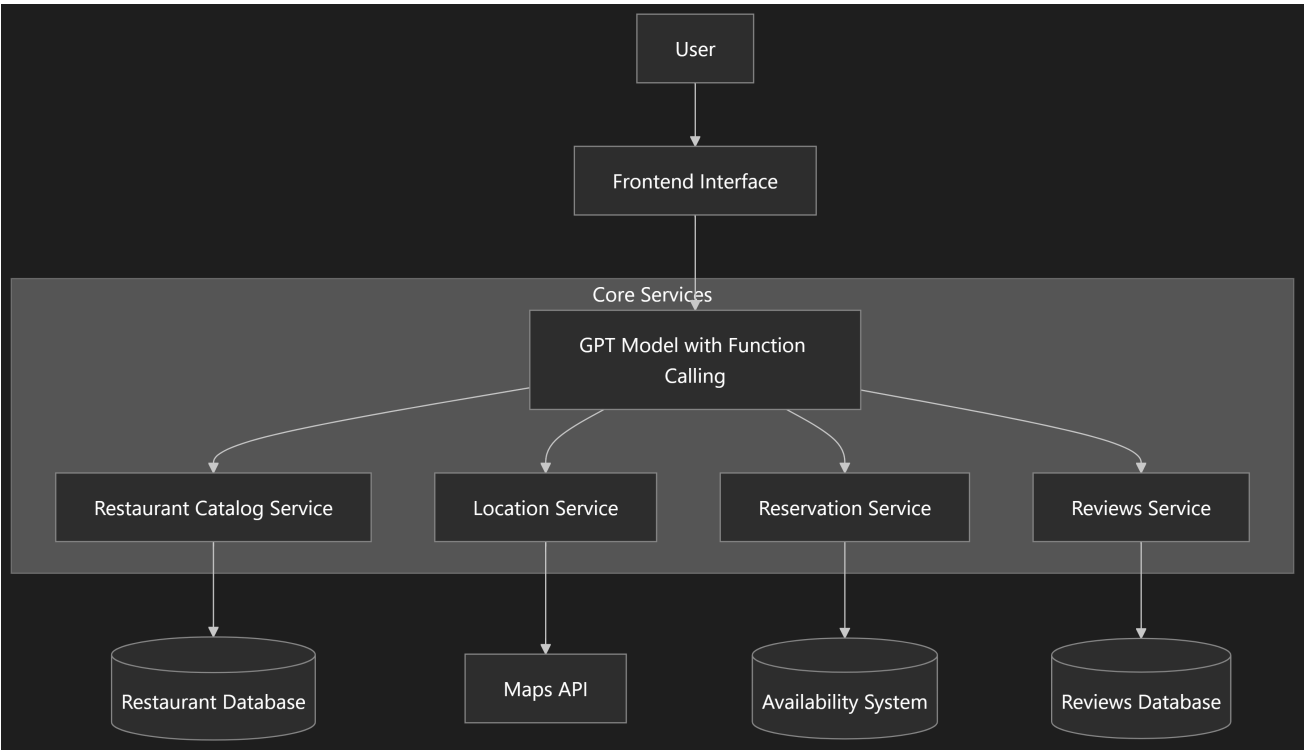 User
Frontend Interface
Core Services
GPT Model with Function
Calling
Restaurant Catalog Service
Location Service
Reservation Service
Reviews Service
Restaurant Database
Maps API
Availability System
Reviews Database